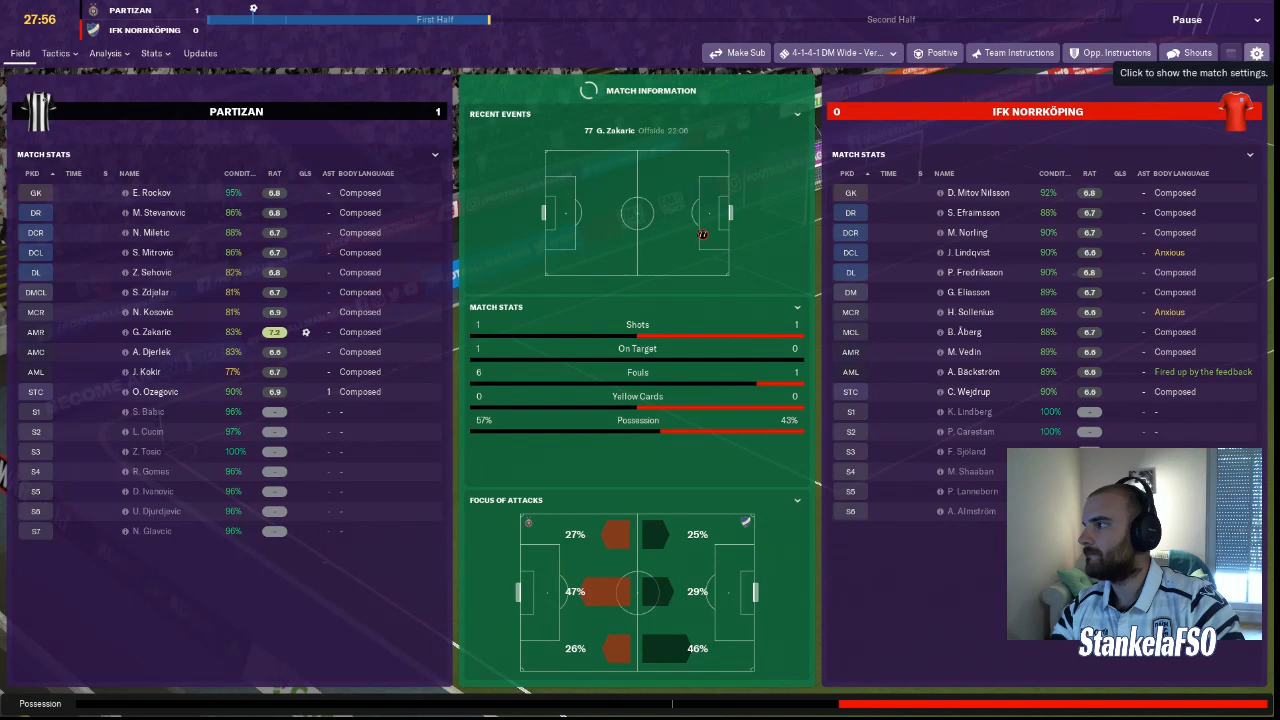 27:56
PARTIZAN 1
IFK NORRKÖPING 0
First Half
Second Half
Pause
Field Tactics Analysis Stats Updates
Make Sub 4-1-4-1 DM Wide - Ver... Positive Team Instructions Opp. Instructions Shouts
Click to show the match settings.
PARTIZAN 1
MATCH STATS
PKD TIME S NAME CONDIT... RAT GLS AST BODY LANGUAGE
GK E. Rockov 95% 6.8 - Composed
DR M. Stevanovic 86% 6.8 - Composed
DCR N. Miletic 88% 6.7 - Composed
DCL S. Mitrovic 86% 6.7 - Composed
DL Z. Sehovic 82% 6.8 - Composed
DMCL S. Zdjelar 81% 6.7 - Composed
MCR N. Kosovic 81% 6.9 - Composed
AMR G. Zakaric 83% 7.2 - Composed
AMC A. Djerlek 83% 6.6 - Composed
AML J. Kokir 77% 6.7 - Composed
STC O. Ozegovic 90% 6.9 1 Composed
S1 S. Babic 96% - - -
S2 L. Cucin 97% - - -
S3 Z. Tosic 100% - - -
S4 R. Gomes 96% - - -
S5 D. Ivanovic 96% - - -
S6 U. Djurdjevic 96% - - -
S7 N. Glavcic 96% - - -
MATCH INFORMATION
RECENT EVENTS
77 G. Zakaric Offside 22:06
77
MATCH STATS
1 Shots 1
1 On Target 0
6 Fouls 1
0 Yellow Cards 0
57% Possession 43%
FOCUS OF ATTACKS
27% 25%
47% 29%
26% 46%
0 IFK NORRKÖPING
MATCH STATS
PKD TIME S NAME CONDIT... RAT GLS AST BODY LANGUAGE
GK D. Mitov Nilsson 92% 6.8 - Composed
DR S. Efraimsson 88% 6.7 - Composed
DCR M. Norling 90% 6.7 - Composed
DCL J. Lindqvist 90% 6.6 - Anxious
DL P. Fredriksson 90% 6.8 - Composed
DM G. Eliasson 89% 6.7 - Composed
MCR H. Sollenius 89% 6.6 - Anxious
MCL B. Åberg 88% 6.7 - Composed
AMR M. Vedin 89% 6.6 - Composed
AML A. Bäckström 89% 6.6 - Fired up by the feedback
STC C. Wejdrup 90% 6.6 - Composed
S1 K. Lindberg 100% - - -
S2 P. Carestam 100% - - -
S3 F. Sjöland
S4 M. Shaaban
S5 P. Lanneborn
S6 A. Almström
StankelaFSO
Possession